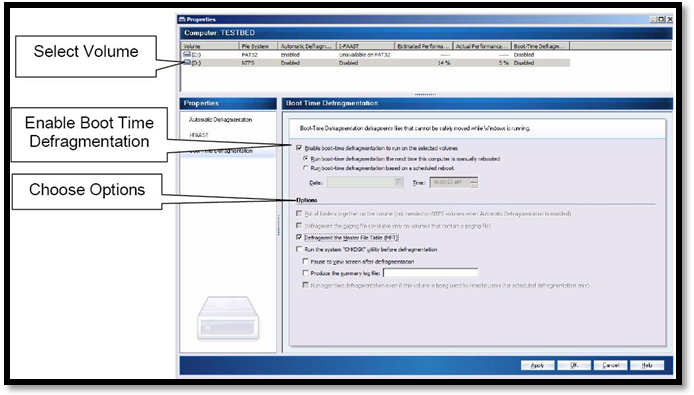 Properties
Computer: TESTBED
Volume File System Automatic Defragm... I-FAAST Estimated Performa... Actual Performance... Boot-Time Defragm...
(C:) FAT32 Enabled Unavailable on FAT32 ----- ----- Disabled
(D:) NTFS Enabled Enabled 14 % 5 % Disabled
Select Volume
Properties
Automatic Defragmentation
I-FAAST
Boot Time Defragmentation
Enable Boot Time
Defragmentation
Choose Options
Boot Time Defragmentation
Boot-Time Defragmentation defragments files that cannot be safely moved while Windows is running.
Enable boot-time defragmentation to run on the selected volumes
Run boot-time defragmentation the next time this computer is manually rebooted
Run boot-time defragmentation based on a scheduled reboot
Date: Time: AM
Options
Put all folders together on the volume (not needed on NTFS volumes when Automatic Defragmentation is enabled)
Defragment the paging file (available only on volumes that contain a paging file)
Defragment the Master File Table (MFT)
Run the system "CHKDSK" utility before defragmentation
Pause to view screen after defragmentation
Produce the summary log file:
Run boot-time defragmentation even if this volume is being used by remote users (for scheduled defragmentation only)
Apply OK Cancel Help